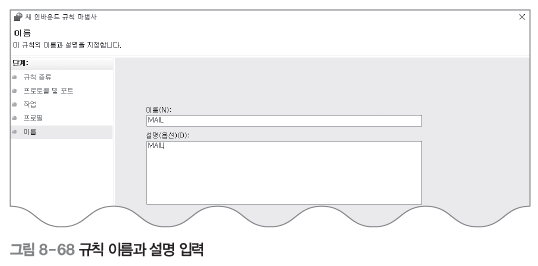 새 인바운드 규칙 마법사
이름
이 규칙의 이름과 설명을 지정합니다.
단계:
규칙 종류
프로토콜 및 포트
작업
프로필
이름
이름(N):
MAIL
설명(옵션)(D):
MAIL
그림 8-68 규칙 이름과 설명 입력